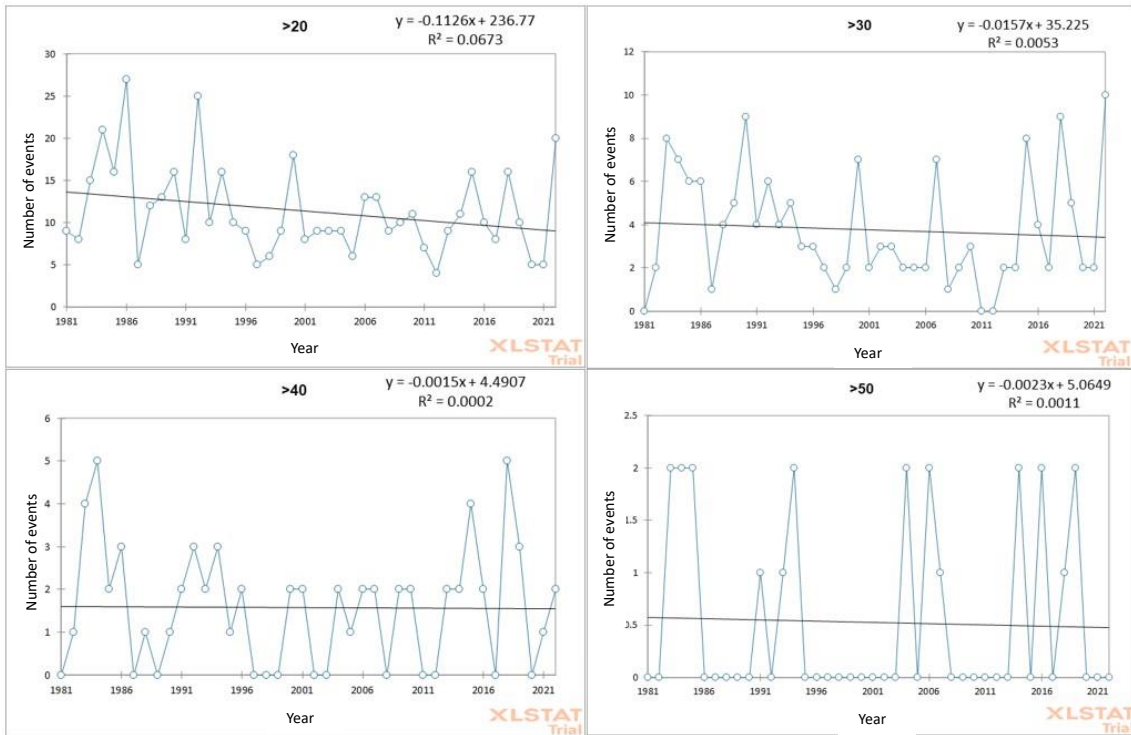 >20
y = -0.1126x + 236.77
R² = 0.0673
30
25
20
15
10
5
0
Number of events
1981 1986 1991 1996 2001 2006 2011 2016 2021
Year
XLSTAT
Trial
>30
y = -0.0157x + 35.225
R² = 0.0053
12
10
8
6
4
2
0
Number of events
1981 1986 1991 1996 2001 2006 2011 2016 2021
Year
XLSTAT
Trial
>40
y = -0.0015x + 4.4907
R² = 0.0002
6
5
4
3
2
1
0
Number of events
1981 1986 1991 1996 2001 2006 2011 2016 2021
Year
XLSTAT
Trial
>50
y = -0.0023x + 5.0649
R² = 0.0011
2.5
2
1.5
1
0.5
0
Number of events
1981 1986 1991 1996 2001 2006 2011 2016 2021
Year
XLSTAT
Trial